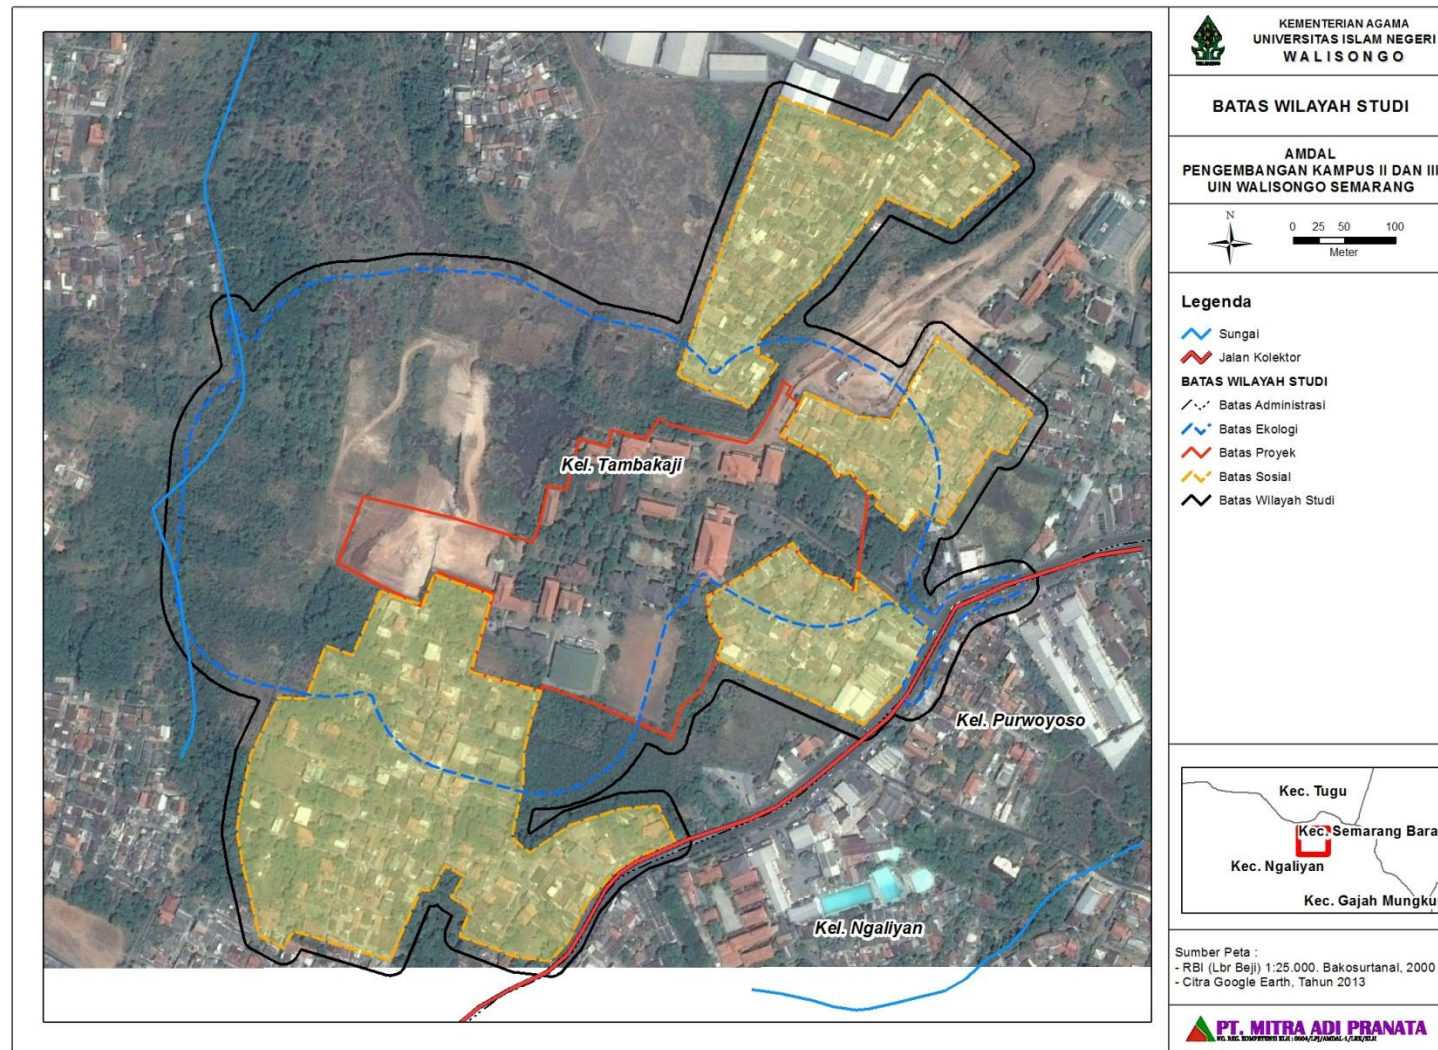 KEMENTERIAN AGAMA
UNIVERSITAS ISLAM NEGERI
WALISONGO
BATAS WILAYAH STUDI
AMDAL
PENGEMBANGAN KAMPUS II DAN III
UIN WALISONGO SEMARANG
N
0 25 50 100
Meter
Legenda
Sungai
Jalan Kolektor
BATAS WILAYAH STUDI
Batas Administrasi
Batas Ekologi
Batas Proyek
Batas Sosial
Batas Wilayah Studi
Kel. Tambakaji
Kel. Purwoyoso
Kel. Ngaliyan
Kec. Tugu
Kec. Semarang Bara
Kec. Ngaliyan
Kec. Gajah Mungku
Sumber Peta :
- RBI (Lbr Beji) 1:25.000. Bakosurtanal, 2000
- Citra Google Earth, Tahun 2013
PT. MITRA ADI PRANATA